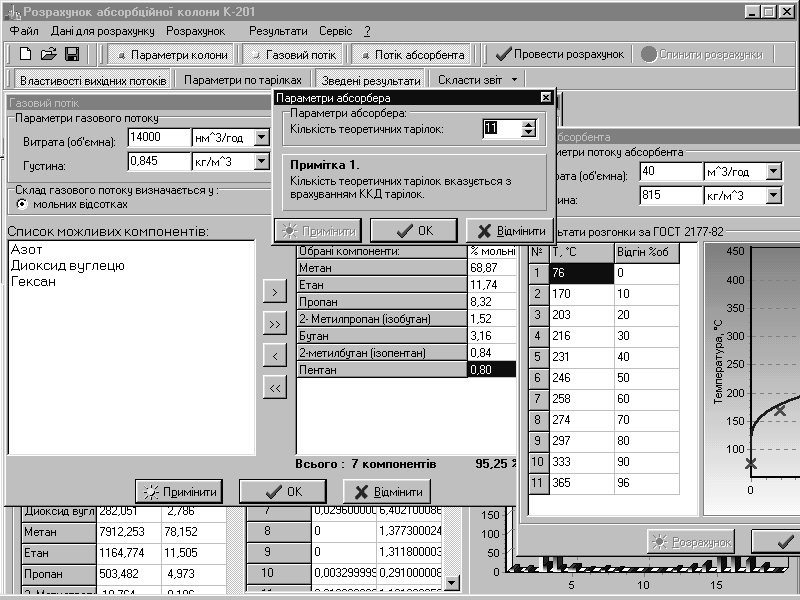 Розрахунок абсорбційної колони К-201
Файл Дані для розрахунку Розрахунок Результати Сервіс ?
Параметри колони Газовий потік Потік абсорбента Провести розрахунок Спинити розрахунки
Властивості вихідних потоків Параметри по тарілках Зведені результати Скласти звіт
Газовий потік
Параметри газового потоку
Витрата (об'ємна): 14000 нм^3/год
Густина: 0,845 кг/м^3
Склад газового потоку визначається у :
мольних відсотках
Список можливих компонентів:
Азот
Диоксид вуглецю
Гексан
>
>>
<
<<
Обрані компоненти: % мольні
Метан 68,87
Етан 11,74
Пропан 8,32
2- Метилпропан (ізобутан) 1,52
Бутан 3,16
2-метилбутан (ізопентан) 0,84
Пентан 0,80
Всього : 7 компонентів 95,25 %
Примінити ОК Відмінити
Параметри абсорбера
Параметри абсорбера:
Кількість теоретичних тарілок: 11
Примітка 1.
Кількість теоретичних тарілок вказується з
врахуванням ККД тарілок.
Примінити ОК Відмінити
абсорбента
метри потоку абсорбента
рата (об'ємна): 40 м^3/год
ина: 815 кг/м^3
ьтати розгонки за ГОСТ 2177-82
№ Т, °С Відгін %об
1 76 0
2 170 10
3 203 20
4 216 30
5 231 40
6 246 50
7 258 60
8 274 70
9 297 80
10 333 90
11 365 96
450
400
350
300
250
200
150
100
0
Температура, °С
Розрахунок
Диоксид вугл 282,051 2,786
Метан 7912,253 78,152
Етан 1164,774 11,505
Пропан 503,482 4,973
7 0,02960000 6,402100086
8 0 1,377300024
9 0 1,311800003
10 0,003299999 0,291000008
150
100
50
0
5 10 15